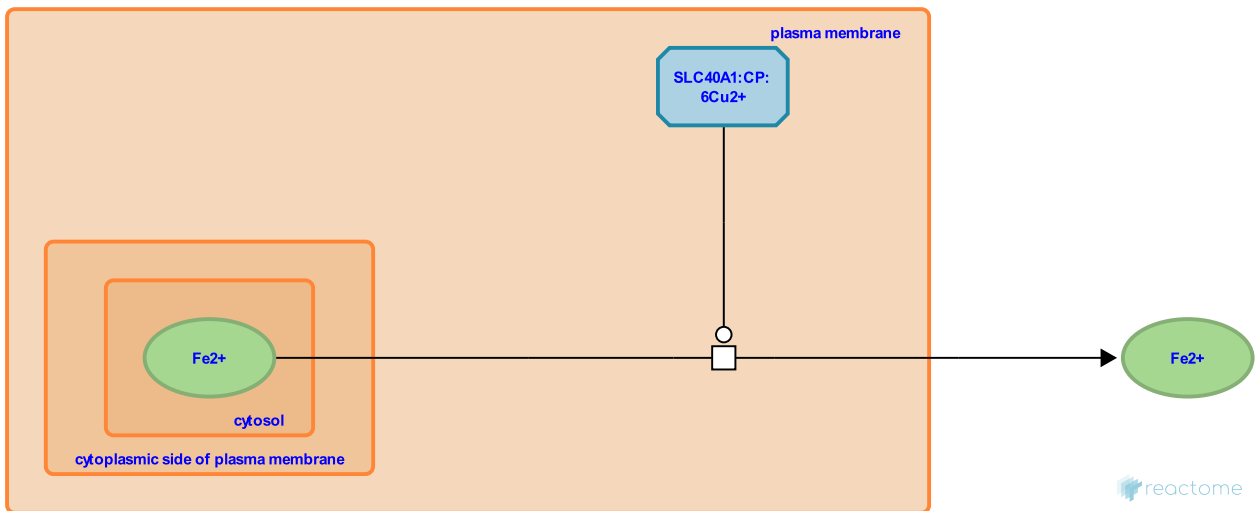 plasma membrane
SLC40A1:CP:
6Cu2+
Fe2+
Fe2+
cytosol
cytoplasmic side of plasma membrane
reactome